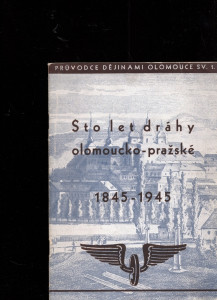 PRŮVODCE DĚJINAMI OLOMOUCE SV. 1.
Sto let dráhy
olomoucko-pražské
1845-1945